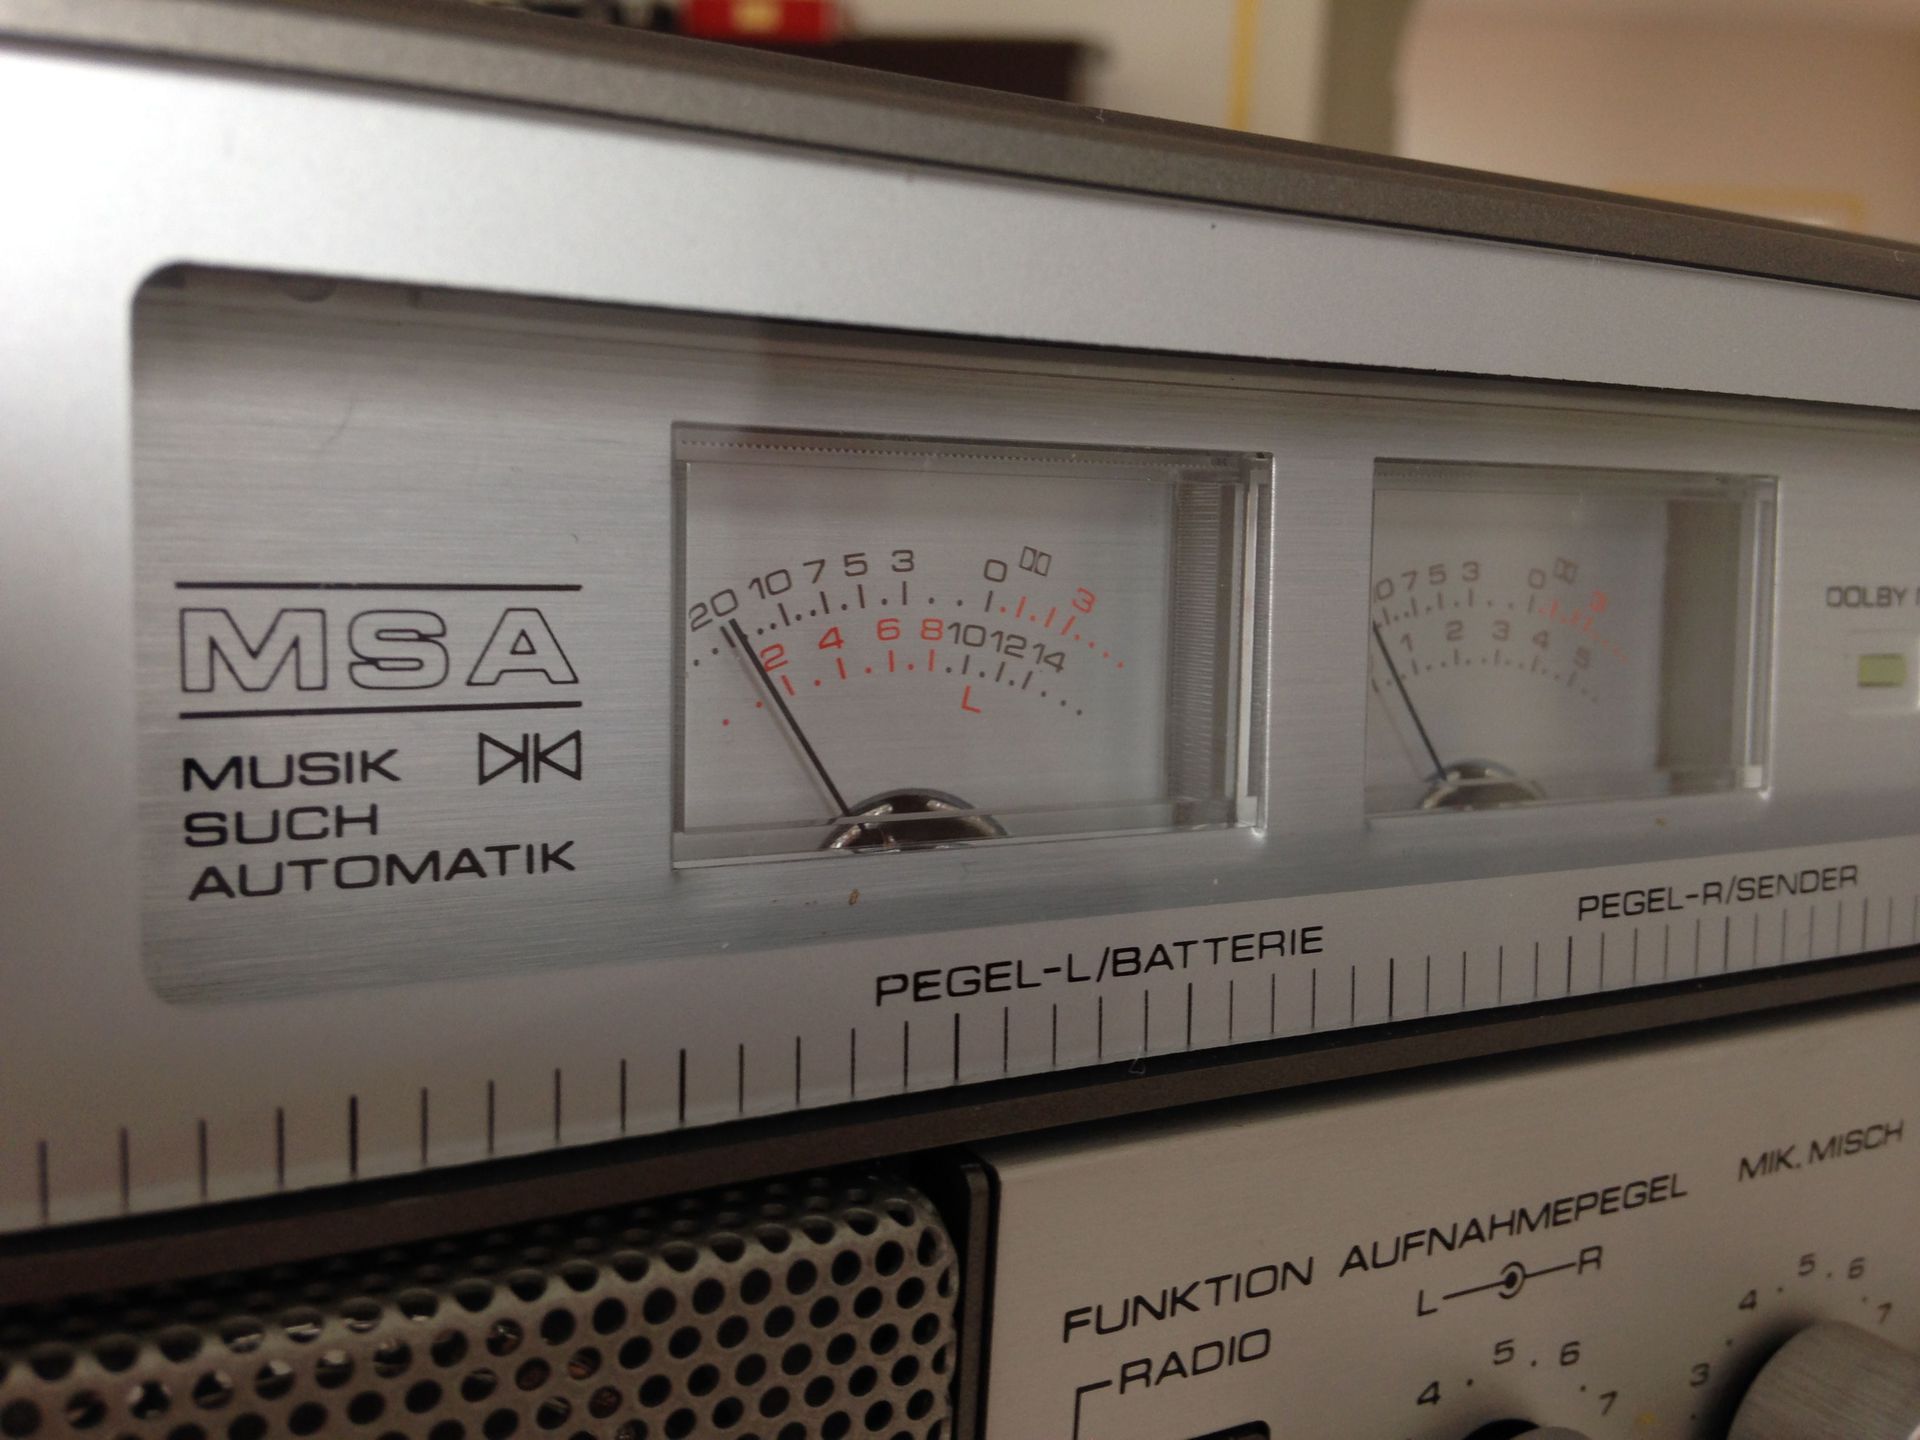 20 10 7 5 3 0 3
2 4 6 8 10 12 14
L
7 5 3 0 3
1 2 3 4 5
DOLBY
MSA
MUSIK
SUCH
AUTOMATIK
PEGEL-L/BATTERIE
PEGEL-R/SENDER
FUNKTION
RADIO
AUFNAHMEPEGEL
L R
4 . 5 . 6 . 7
MIK. MISCH
3 . 4 . 5 . 6 . 7